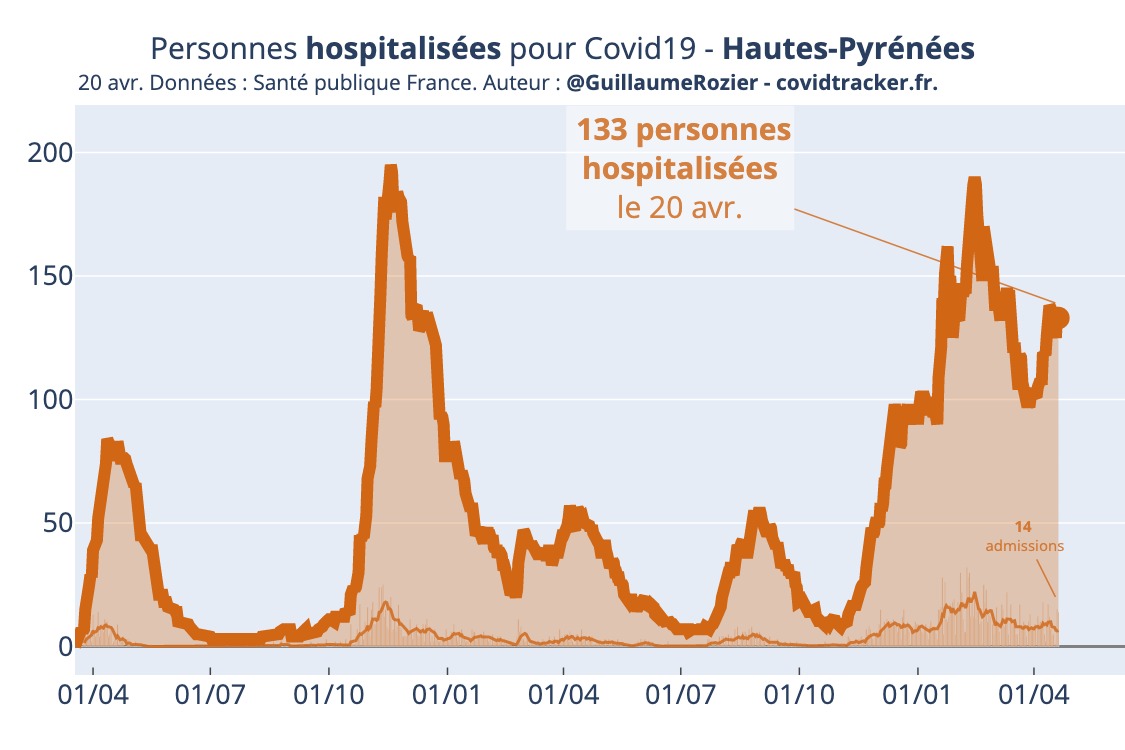 Personnes hospitalisées pour Covid19 - Hautes-Pyrénées
20 avr. Données : Santé publique France. Auteur : @GuillaumeRozier - covidtracker.fr.
133 personnes
hospitalisées
le 20 avr.
200
150
100
50
0
14
admissions
01/04 01/07 01/10 01/01 01/04 01/07 01/10 01/01 01/04